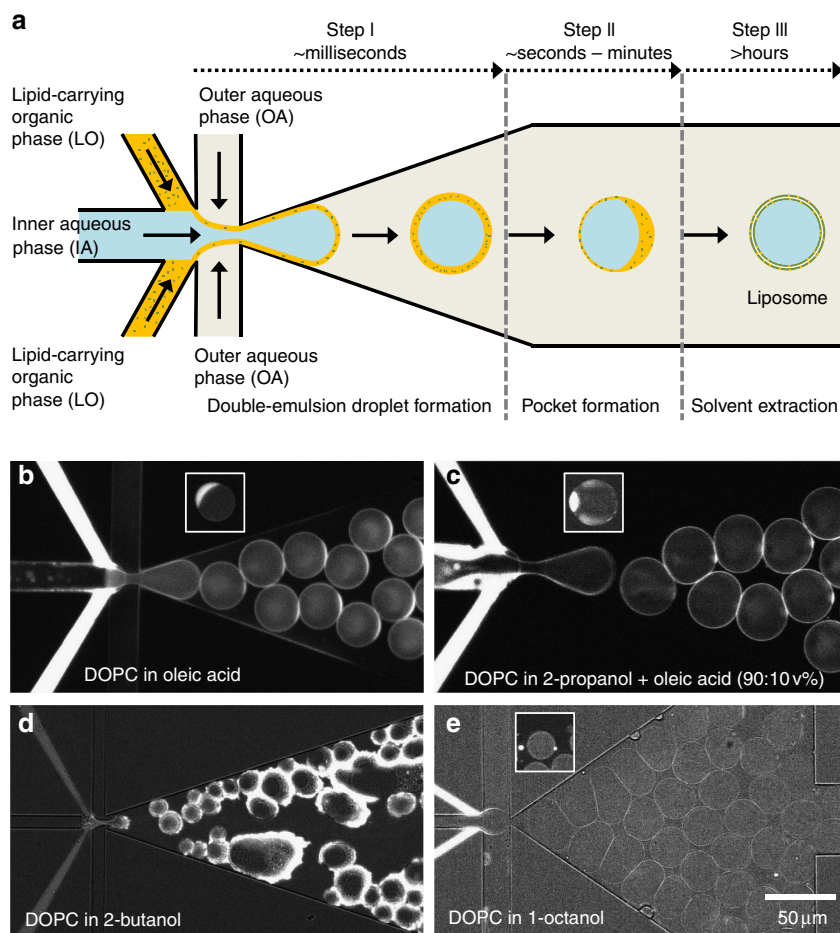 a
Step I
~milliseconds
Step II
~seconds – minutes
Step III
>hours
Lipid-carrying
organic
phase (LO)
Outer aqueous
phase (OA)
Inner aqueous
phase (IA)
Liposome
Lipid-carrying
organic
phase (LO)
Outer aqueous
phase (OA)
Double-emulsion droplet formation
Pocket formation
Solvent extraction
b
DOPC in oleic acid
c
DOPC in 2-propanol + oleic acid (90:10 v%)
d
DOPC in 2-butanol
e
DOPC in 1-octanol
50 μm